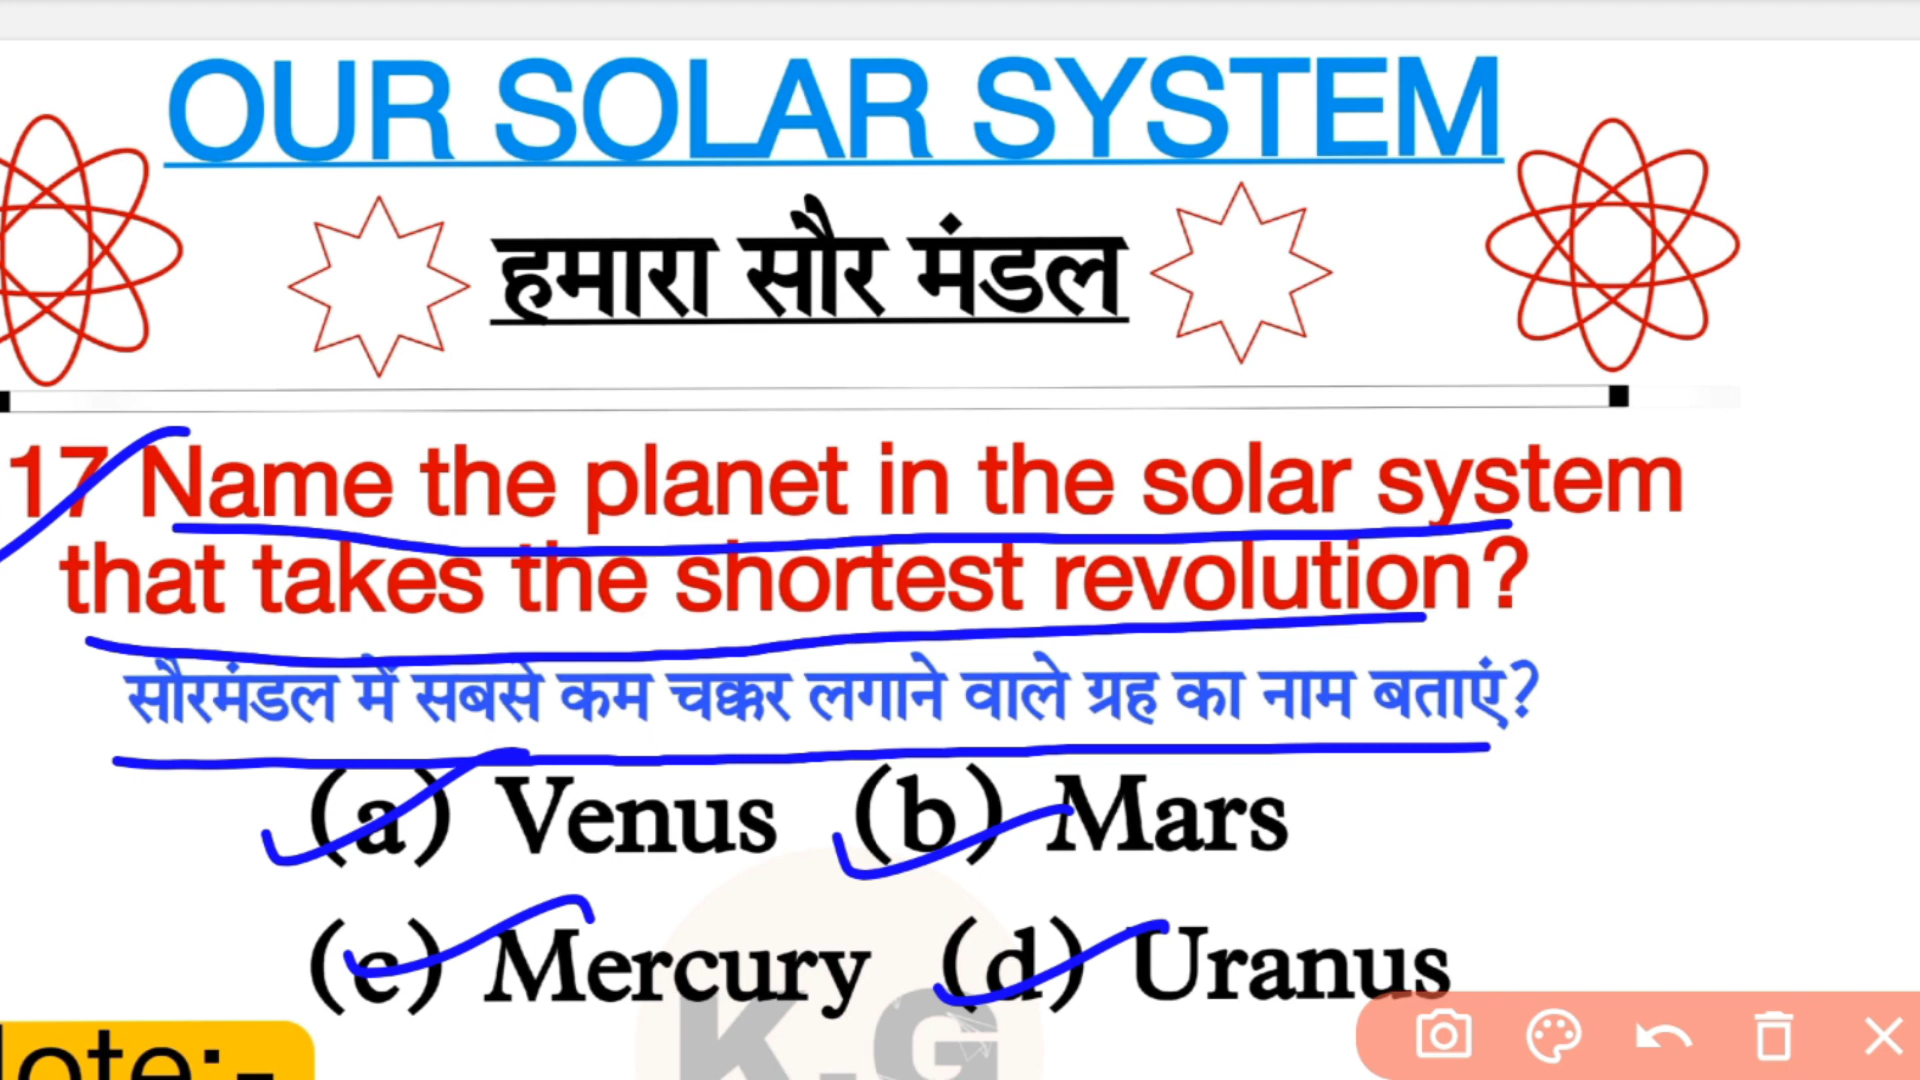 OUR SOLAR SYSTEM
हमारा सौर मंडल
17 Name the planet in the solar system
that takes the shortest revolution?
सौरमंडल में सबसे कम चक्कर लगाने वाले ग्रह का नाम बताएं?
(a) Venus (b) Mars
(c) Mercury (d) Uranus
K.G